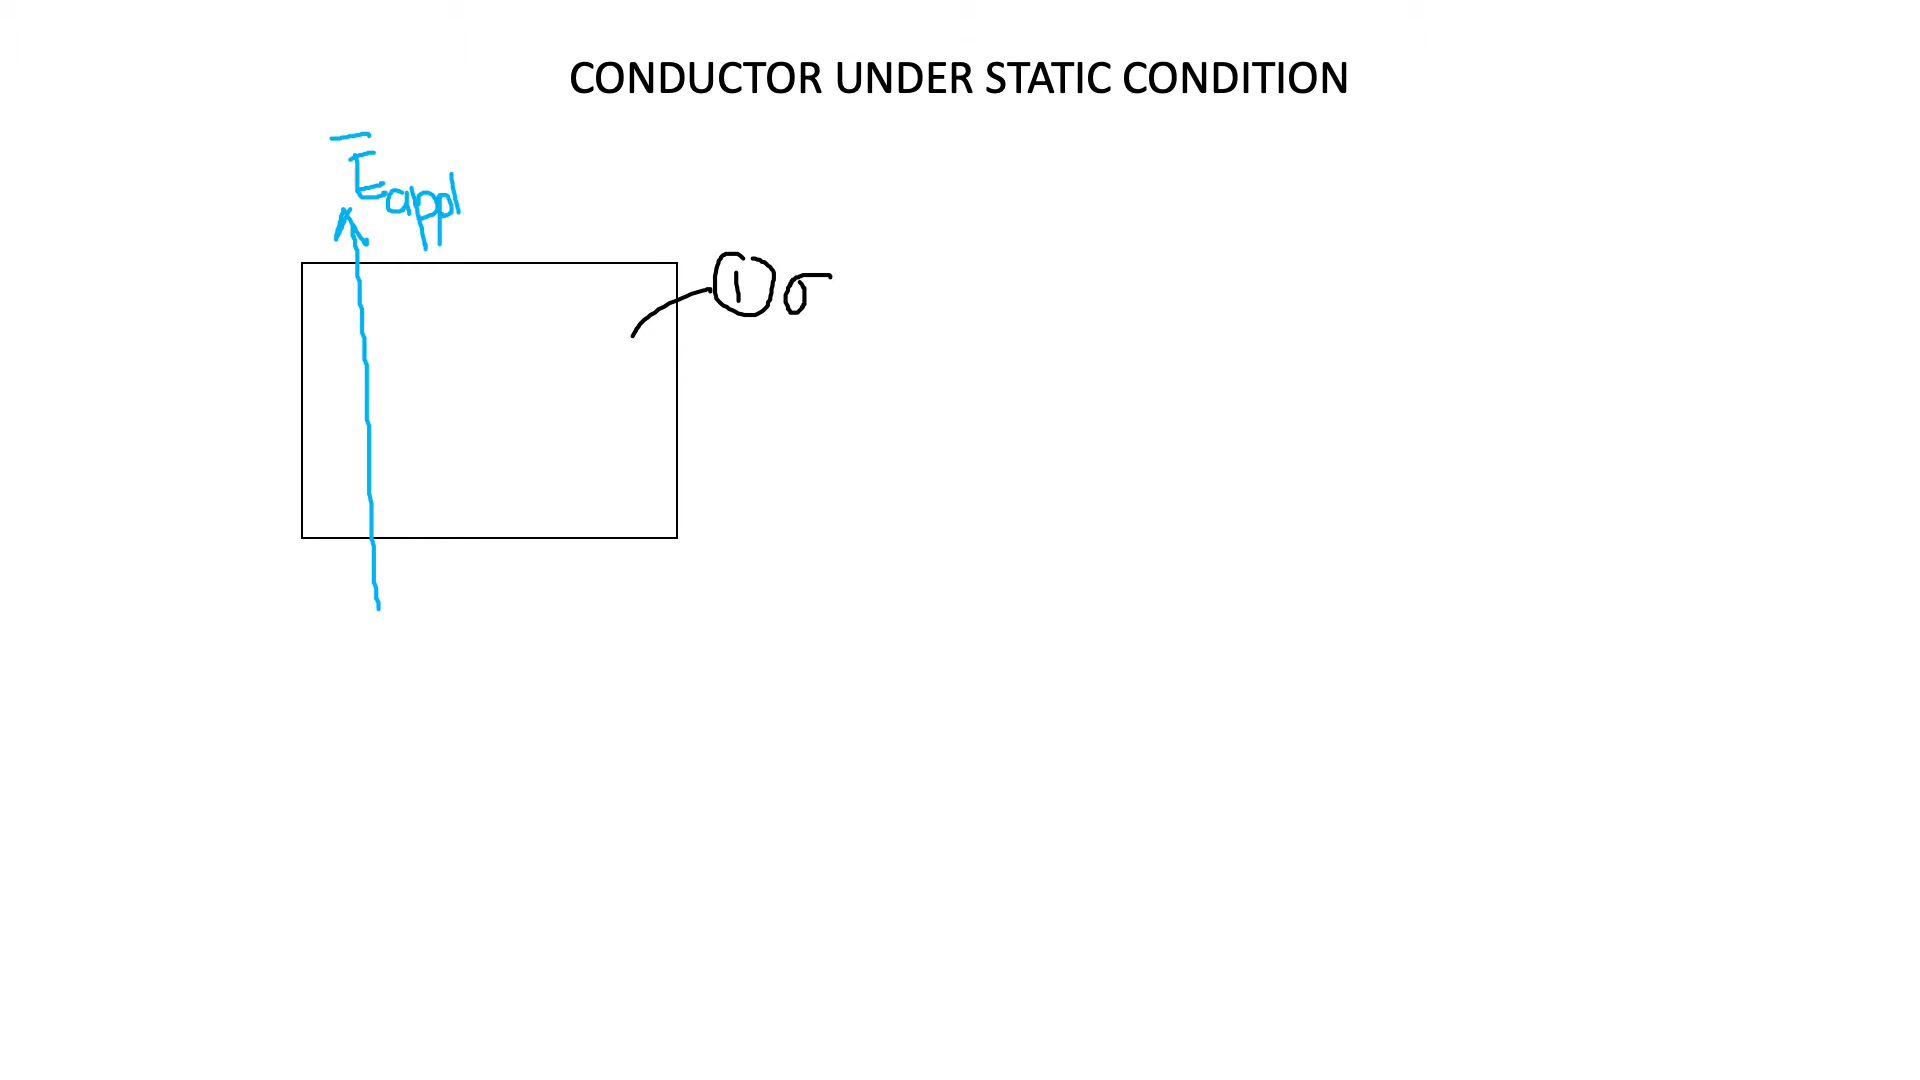 CONDUCTOR UNDER STATIC CONDITION
E̅appl
① σ